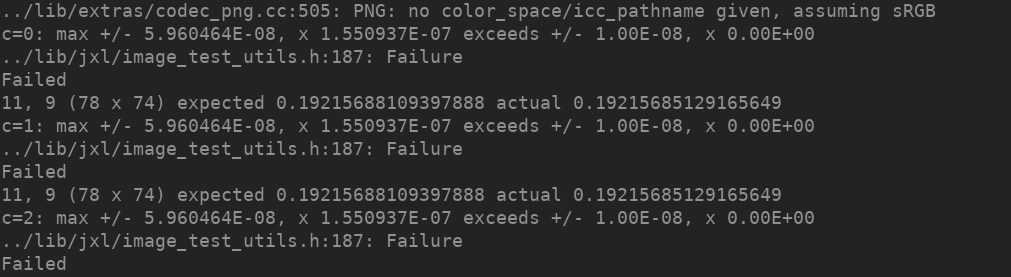 ../lib/extras/codec_png.cc:505: PNG: no color_space/icc_pathname given, assuming sRGB
c=0: max +/- 5.960464E-08, x 1.550937E-07 exceeds +/- 1.00E-08, x 0.00E+00
../lib/jxl/image_test_utils.h:187: Failure
Failed
11, 9 (78 x 74) expected 0.19215688109397888 actual 0.19215685129165649
c=1: max +/- 5.960464E-08, x 1.550937E-07 exceeds +/- 1.00E-08, x 0.00E+00
../lib/jxl/image_test_utils.h:187: Failure
Failed
11, 9 (78 x 74) expected 0.19215688109397888 actual 0.19215685129165649
c=2: max +/- 5.960464E-08, x 1.550937E-07 exceeds +/- 1.00E-08, x 0.00E+00
../lib/jxl/image_test_utils.h:187: Failure
Failed